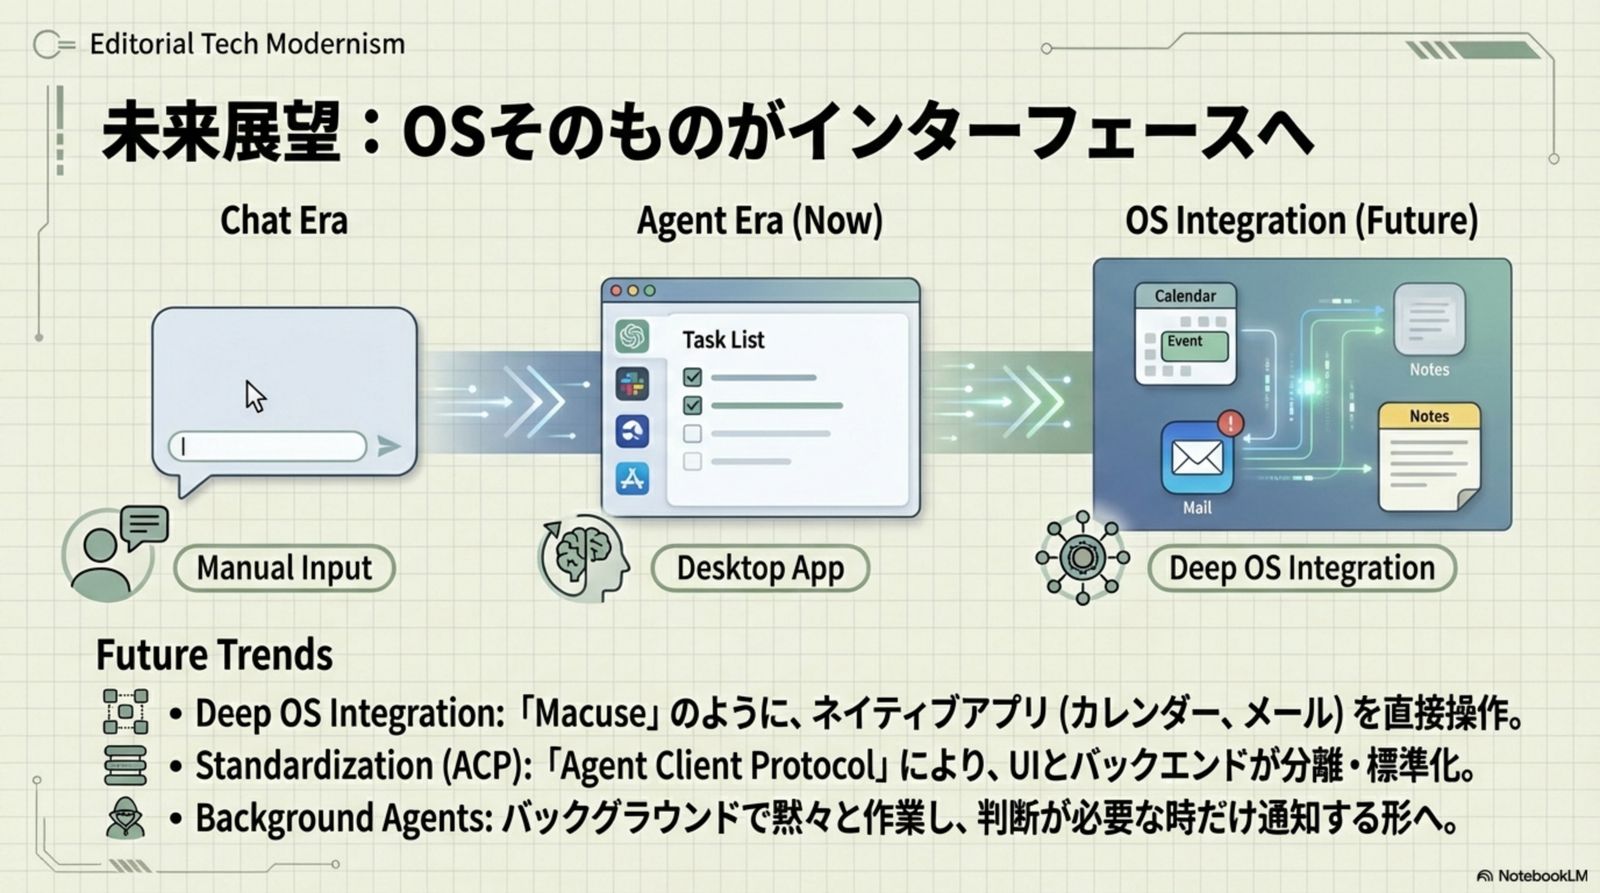 Editorial Tech Modernism
未来展望：OSそのものがインターフェースへ
Chat Era
Agent Era (Now)
OS Integration (Future)
Task List
Calendar
Event
Notes
Notes
Mail
Manual Input
Desktop App
Deep OS Integration
Future Trends
• Deep OS Integration:「Macuse」のように、ネイティブアプリ (カレンダー、メール) を直接操作。
• Standardization (ACP):「Agent Client Protocol」により、UIとバックエンドが分離・標準化。
• Background Agents: バックグラウンドで黙々と作業し、判断が必要な時だけ通知する形へ。
NotebookLM